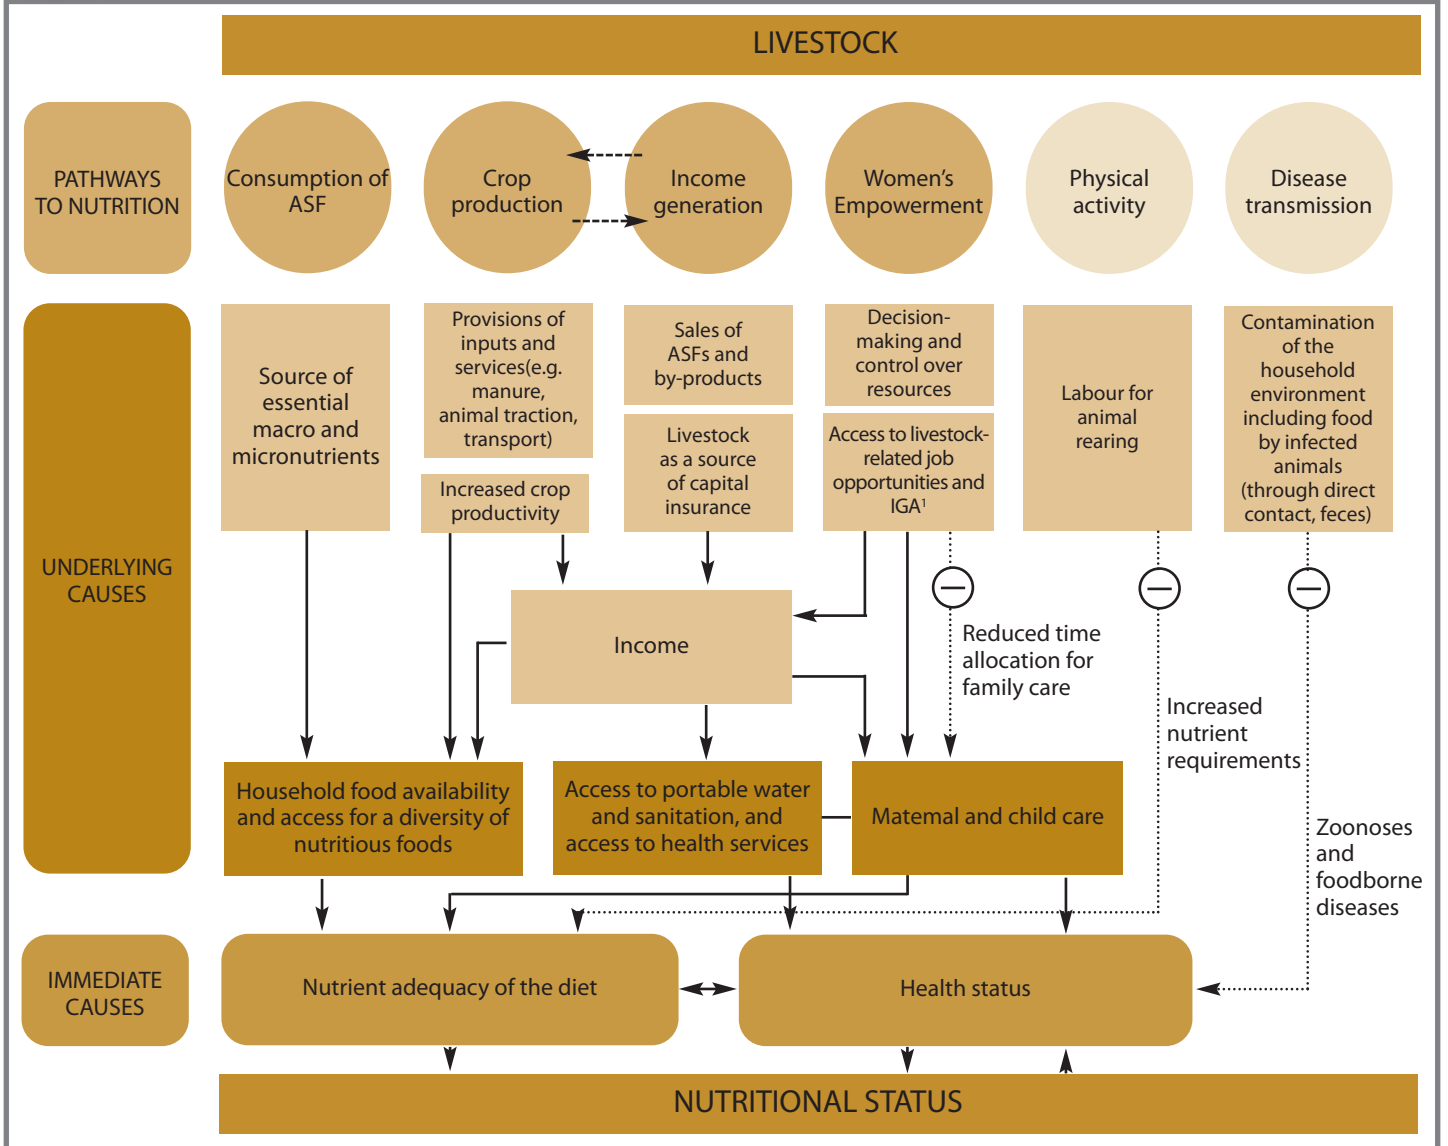 LIVESTOCK
PATHWAYS
TO NUTRITION
Consumption of
ASF
Crop
production
Income
generation
Women's
Empowerment
Physical
activity
Disease
transmission
UNDERLYING
CAUSES
Source of
essential
macro and
micronutrients
Provisions of
inputs and
services(e.g.
manure,
animal traction,
transport)
Increased crop
productivity
Sales of
ASFs and
by-products
Livestock
as a source
of capital
insurance
Decision-
making and
control over
resources
Access to livestock-
related job
opportunities and
IGA¹
Labour for
animal
rearing
Contamination
of the
household
environment
including food
by infected
animals
(through direct
contact, feces)
Income
Reduced time
allocation for
family care
Increased
nutrient
requirements
Zoonoses
and
foodborne
diseases
Household food availability
and access for a diversity of
nutritious foods
Access to portable water
and sanitation, and
access to health services
Matemal and child care
IMMEDIATE
CAUSES
Nutrient adequacy of the diet
Health status
NUTRITIONAL STATUS